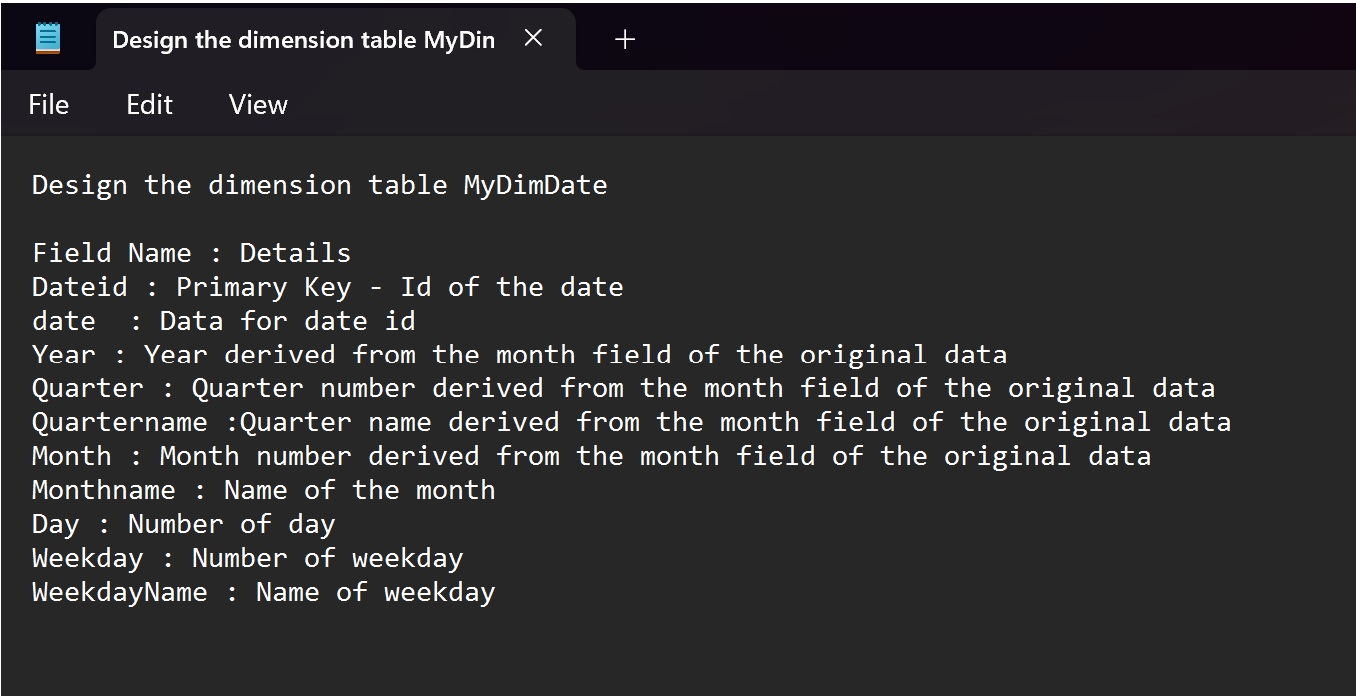 Design the dimension table MyDin
File Edit View
Design the dimension table MyDimDate
Field Name : Details
Dateid : Primary Key - Id of the date
date  : Data for date id
Year : Year derived from the month field of the original data
Quarter : Quarter number derived from the month field of the original data
Quartername :Quarter name derived from the month field of the original data
Month : Month number derived from the month field of the original data
Monthname : Name of the month
Day : Number of day
Weekday : Number of weekday
WeekdayName : Name of weekday